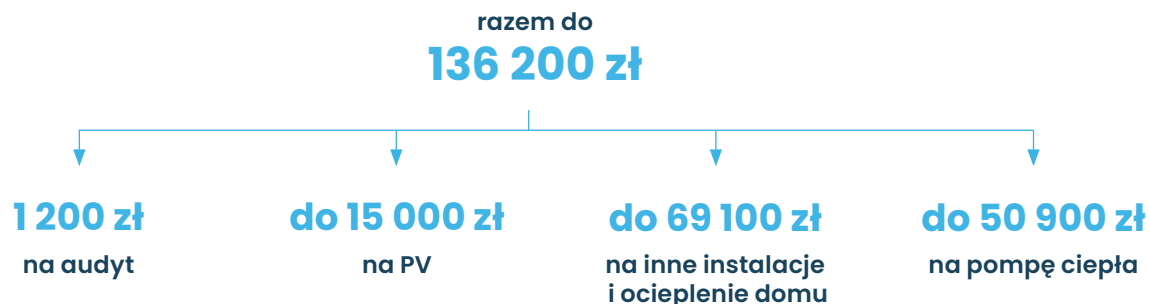 razem do
136 200 zł
1 200 zł
na audyt
do 15 000 zł
na PV
do 69 100 zł
na inne instalacje
i ocieplenie domu
do 50 900 zł
na pompę ciepła